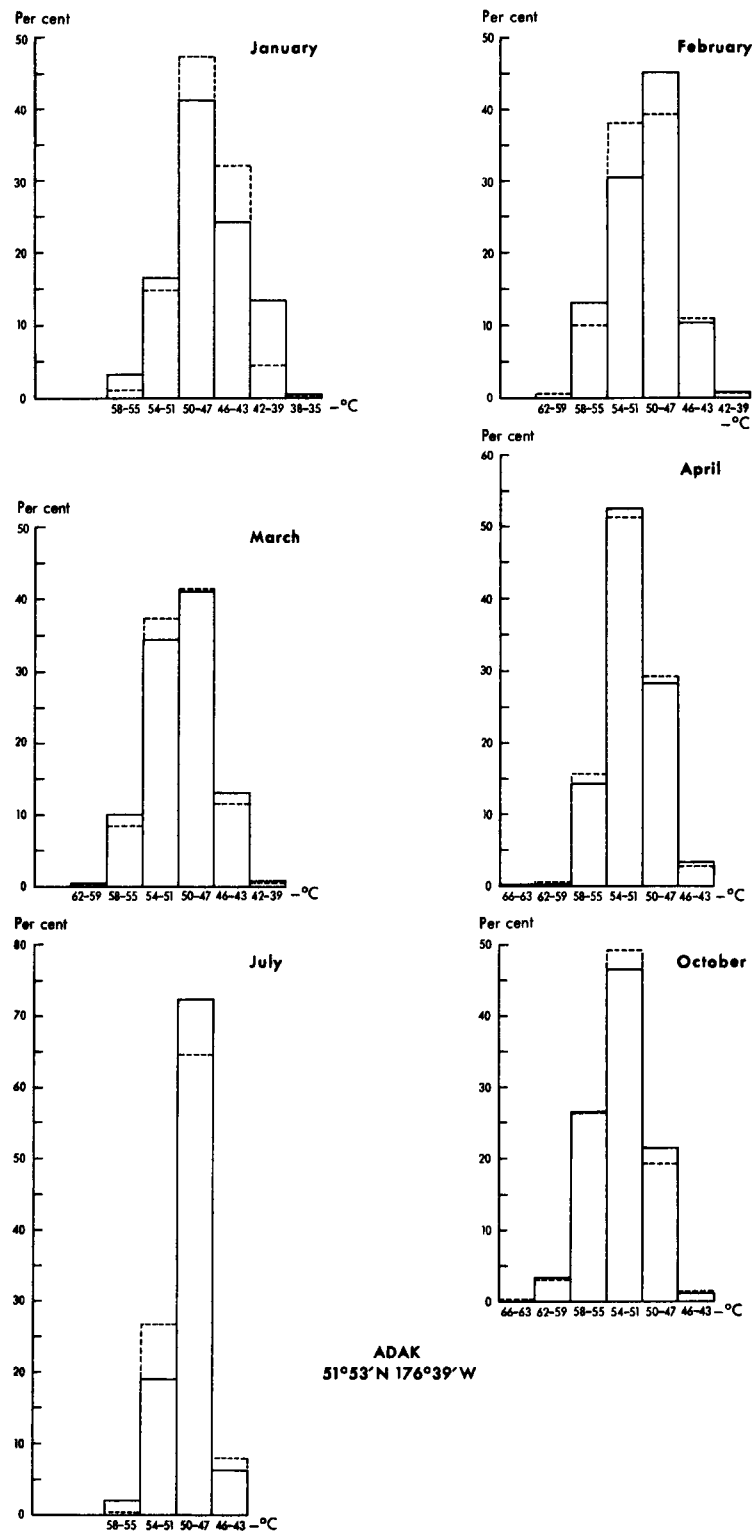 Per cent
January
50
40
30
20
10
0
58–55 54–51 50–47 46–43 42–39 38–35 –°C
Per cent
February
50
40
30
20
10
0
62–59 58–55 54–51 50–47 46–43 42–39
–°C
Per cent
March
50
40
30
20
10
0
62–59 58–55 54–51 50–47 46–43 42–39 –°C
Per cent
April
60
50
40
30
20
10
0
66–63 62–59 58–55 54–51 50–47 46–43 –°C
Per cent
July
80
70
60
50
40
30
20
10
0
58–55 54–51 50–47 46–43 –°C
Per cent
October
50
40
30
20
10
0
66–63 62–59 58–55 54–51 50–47 46–43 –°C
ADAK
51°53′N 176°39′W